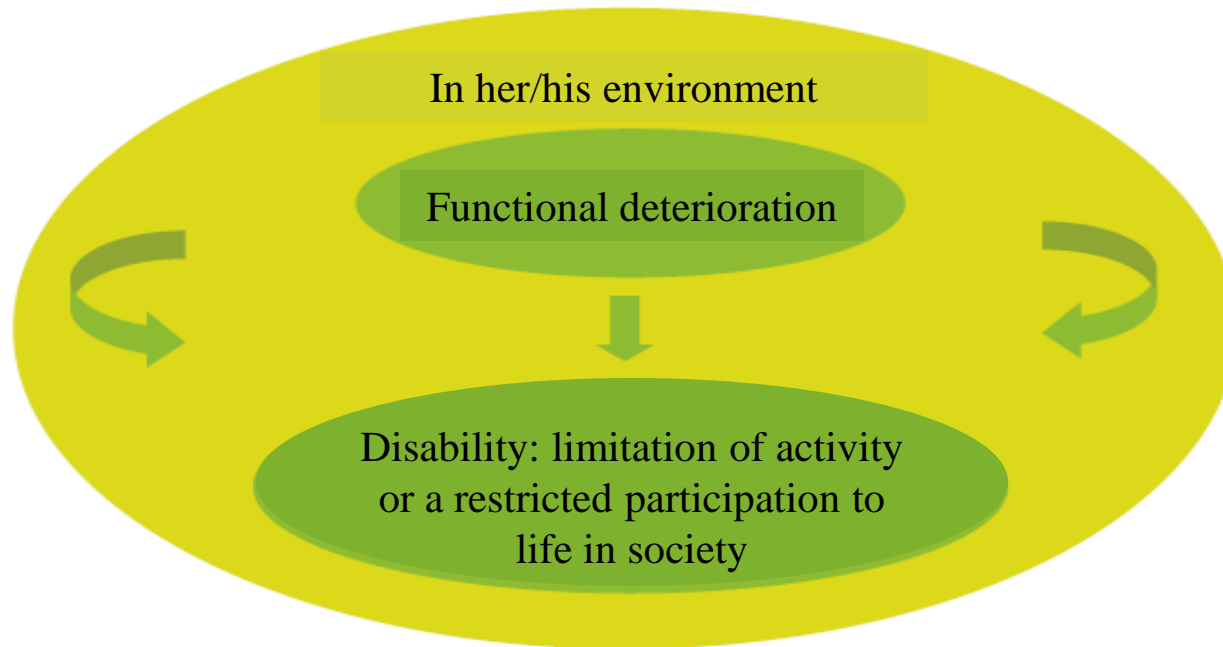 In her/his environment
Functional deterioration
Disability: limitation of activity
or a restricted participation to
life in society